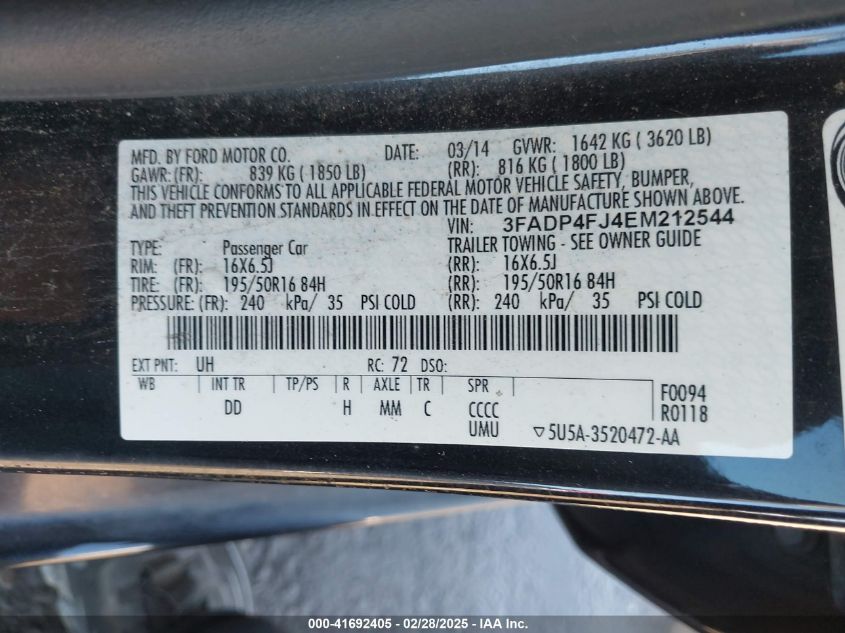 MFD. BY FORD MOTOR CO. DATE: 03/14 GVWR: 1642 KG ( 3620 LB)
GAWR: (FR): 839 KG ( 1850 LB) (RR): 816 KG ( 1800 LB)
THIS VEHICLE CONFORMS TO ALL APPLICABLE FEDERAL MOTOR VEHICLE SAFETY, BUMPER,
AND THEFT PREVENTION STANDARDS IN EFFECT ON THE DATE OF MANUFACTURE SHOWN ABOVE.
VIN: 3FADP4FJ4EM212544
TYPE: Passenger Car TRAILER TOWING - SEE OWNER GUIDE
RIM: (FR): 16X6.5J (RR): 16X6.5J
TIRE: (FR): 195/50R16 84H (RR): 195/50R16 84H
PRESSURE: (FR): 240 kPa/ 35 PSI COLD (RR): 240 kPa/ 35 PSI COLD
EXT PNT: UH RC: 72 DSO:
WB INT TR TP/PS R AXLE TR SPR F0094
DD H MM C CCCC R0118
UMU ▽5U5A-3520472-AA
000-41692405 - 02/28/2025 - IAA Inc.